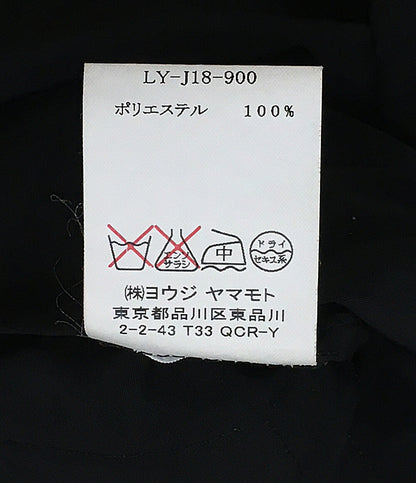 LY-J18-900
ポリエステル 100%
エンソ サラシ 中 ドライ セキユ系
(株)ヨウジ ヤマモト
東京都品川区東品川
2-2-43 T33 QCR-Y